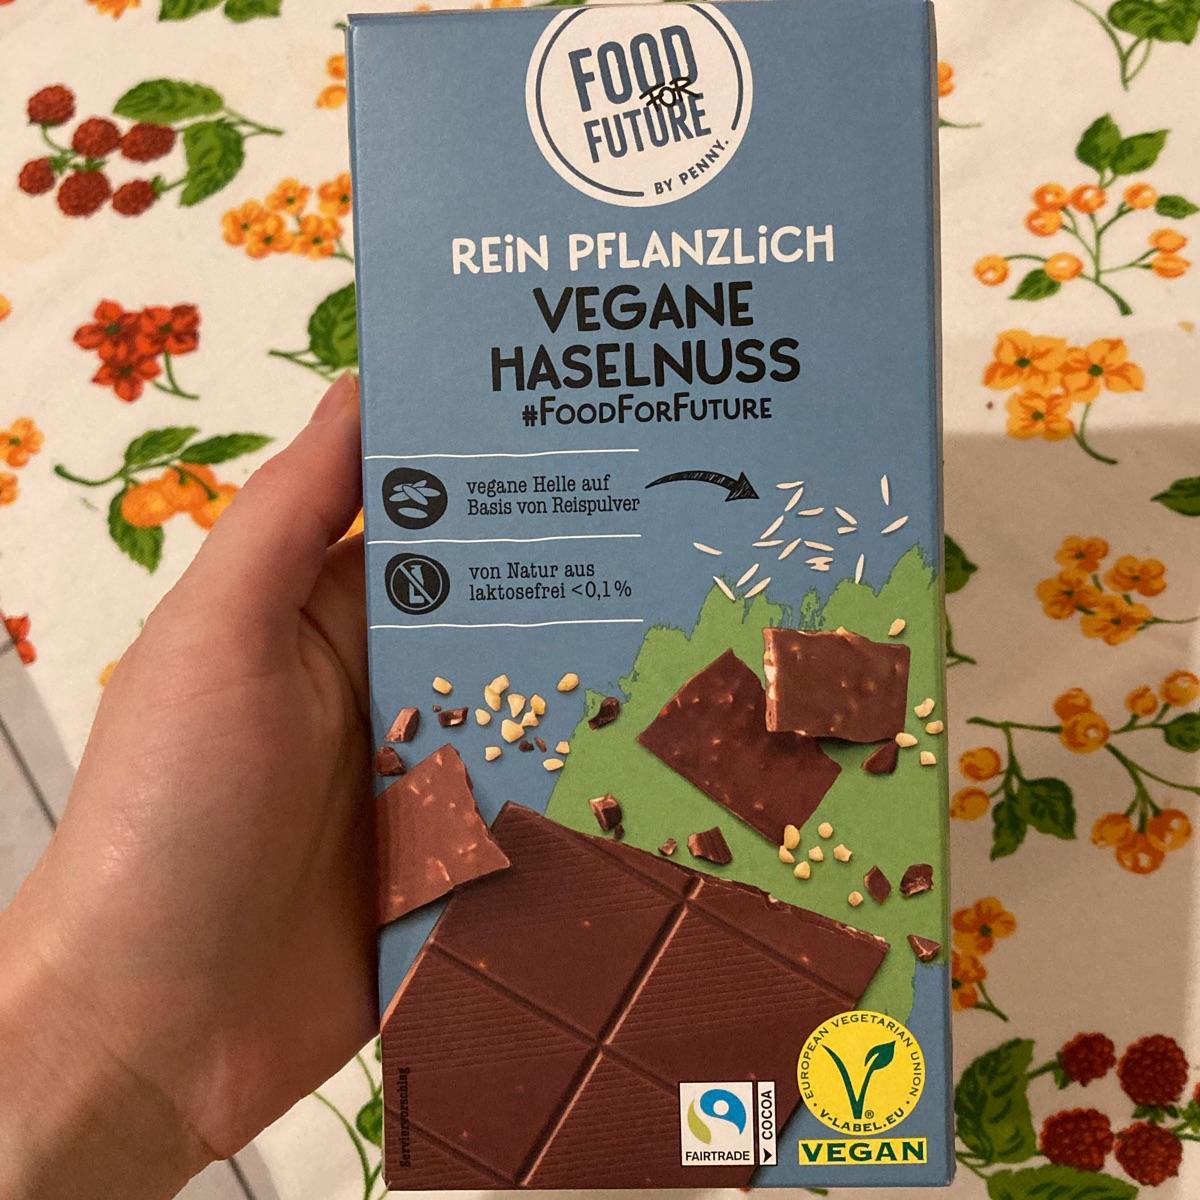 FOOD
FOR
FUTURE
BY PENNY.
REiN PFLANZLiCH
VEGANE
HASELNUSS
#FOODFORFUTURE
vegane Helle auf
Basis von Reispulver
von Natur aus
laktosefrei <0,1%
Serviervorschlag
FAIRTRADE
COCOA
EUROPEAN VEGETARIAN UNION
V-LABEL.EU
®
VEGAN